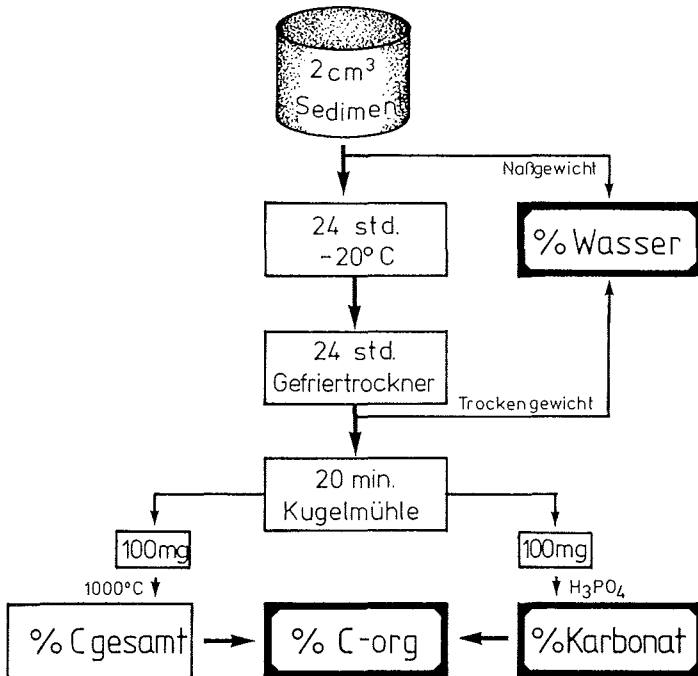 2cm³
Sediment
Naßgewicht
24 std.
-20°C
% Wasser
24 std.
Gefriertrockner
Trockengewicht
20 min.
Kugelmühle
100mg
100mg
1000°C
H₃PO₄
% Cgesamt
% C-org
%Karbonat